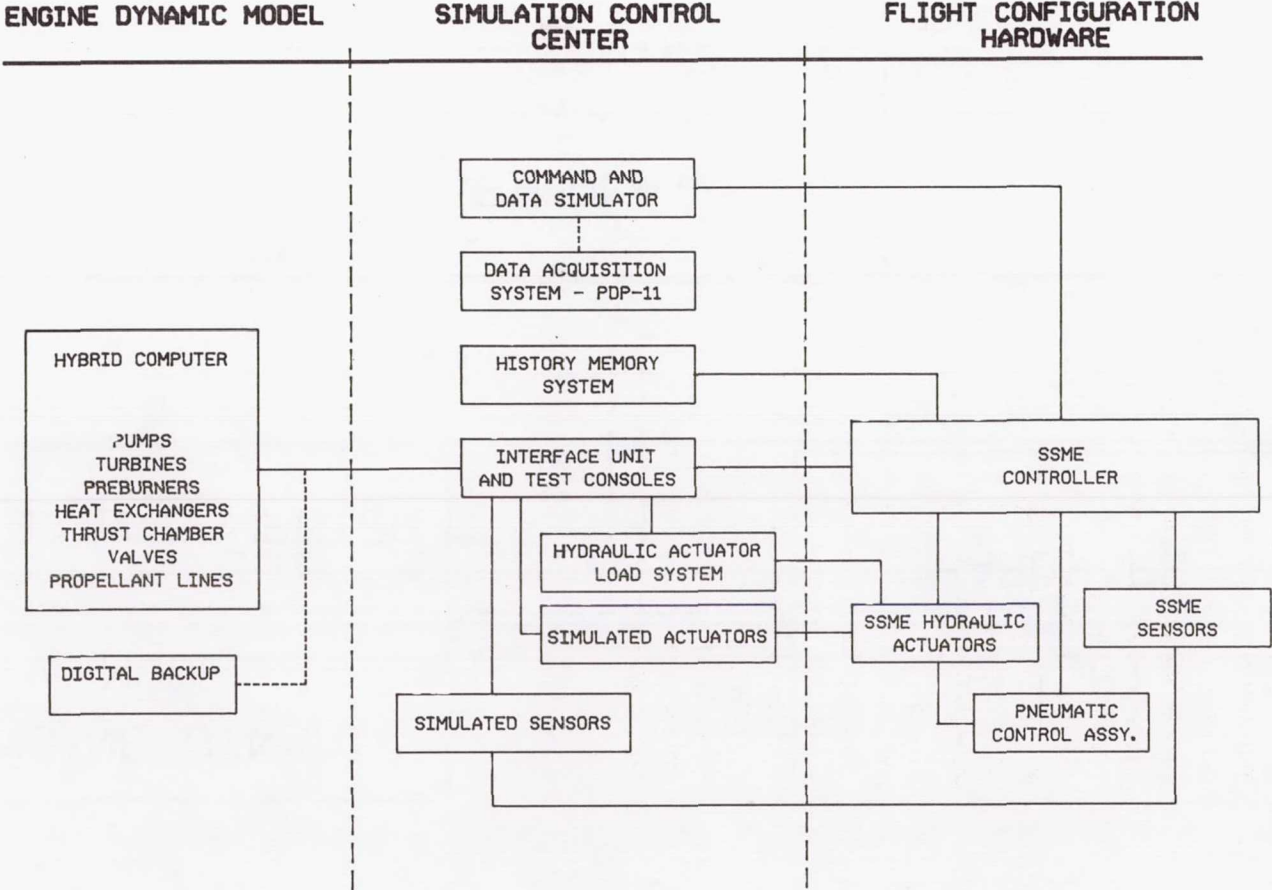 ENGINE DYNAMIC MODEL
SIMULATION CONTROL
CENTER
FLIGHT CONFIGURATION
HARDWARE
COMMAND AND
DATA SIMULATOR
DATA ACQUISITION
SYSTEM - PDP-11
HYBRID COMPUTER
PUMPS
TURBINES
PREBURNERS
HEAT EXCHANGERS
THRUST CHAMBER
VALVES
PROPELLANT LINES
HISTORY MEMORY
SYSTEM
INTERFACE UNIT
AND TEST CONSOLES
SSME
CONTROLLER
HYDRAULIC ACTUATOR
LOAD SYSTEM
SIMULATED ACTUATORS
SSME HYDRAULIC
ACTUATORS
SSME
SENSORS
DIGITAL BACKUP
SIMULATED SENSORS
PNEUMATIC
CONTROL ASSY.